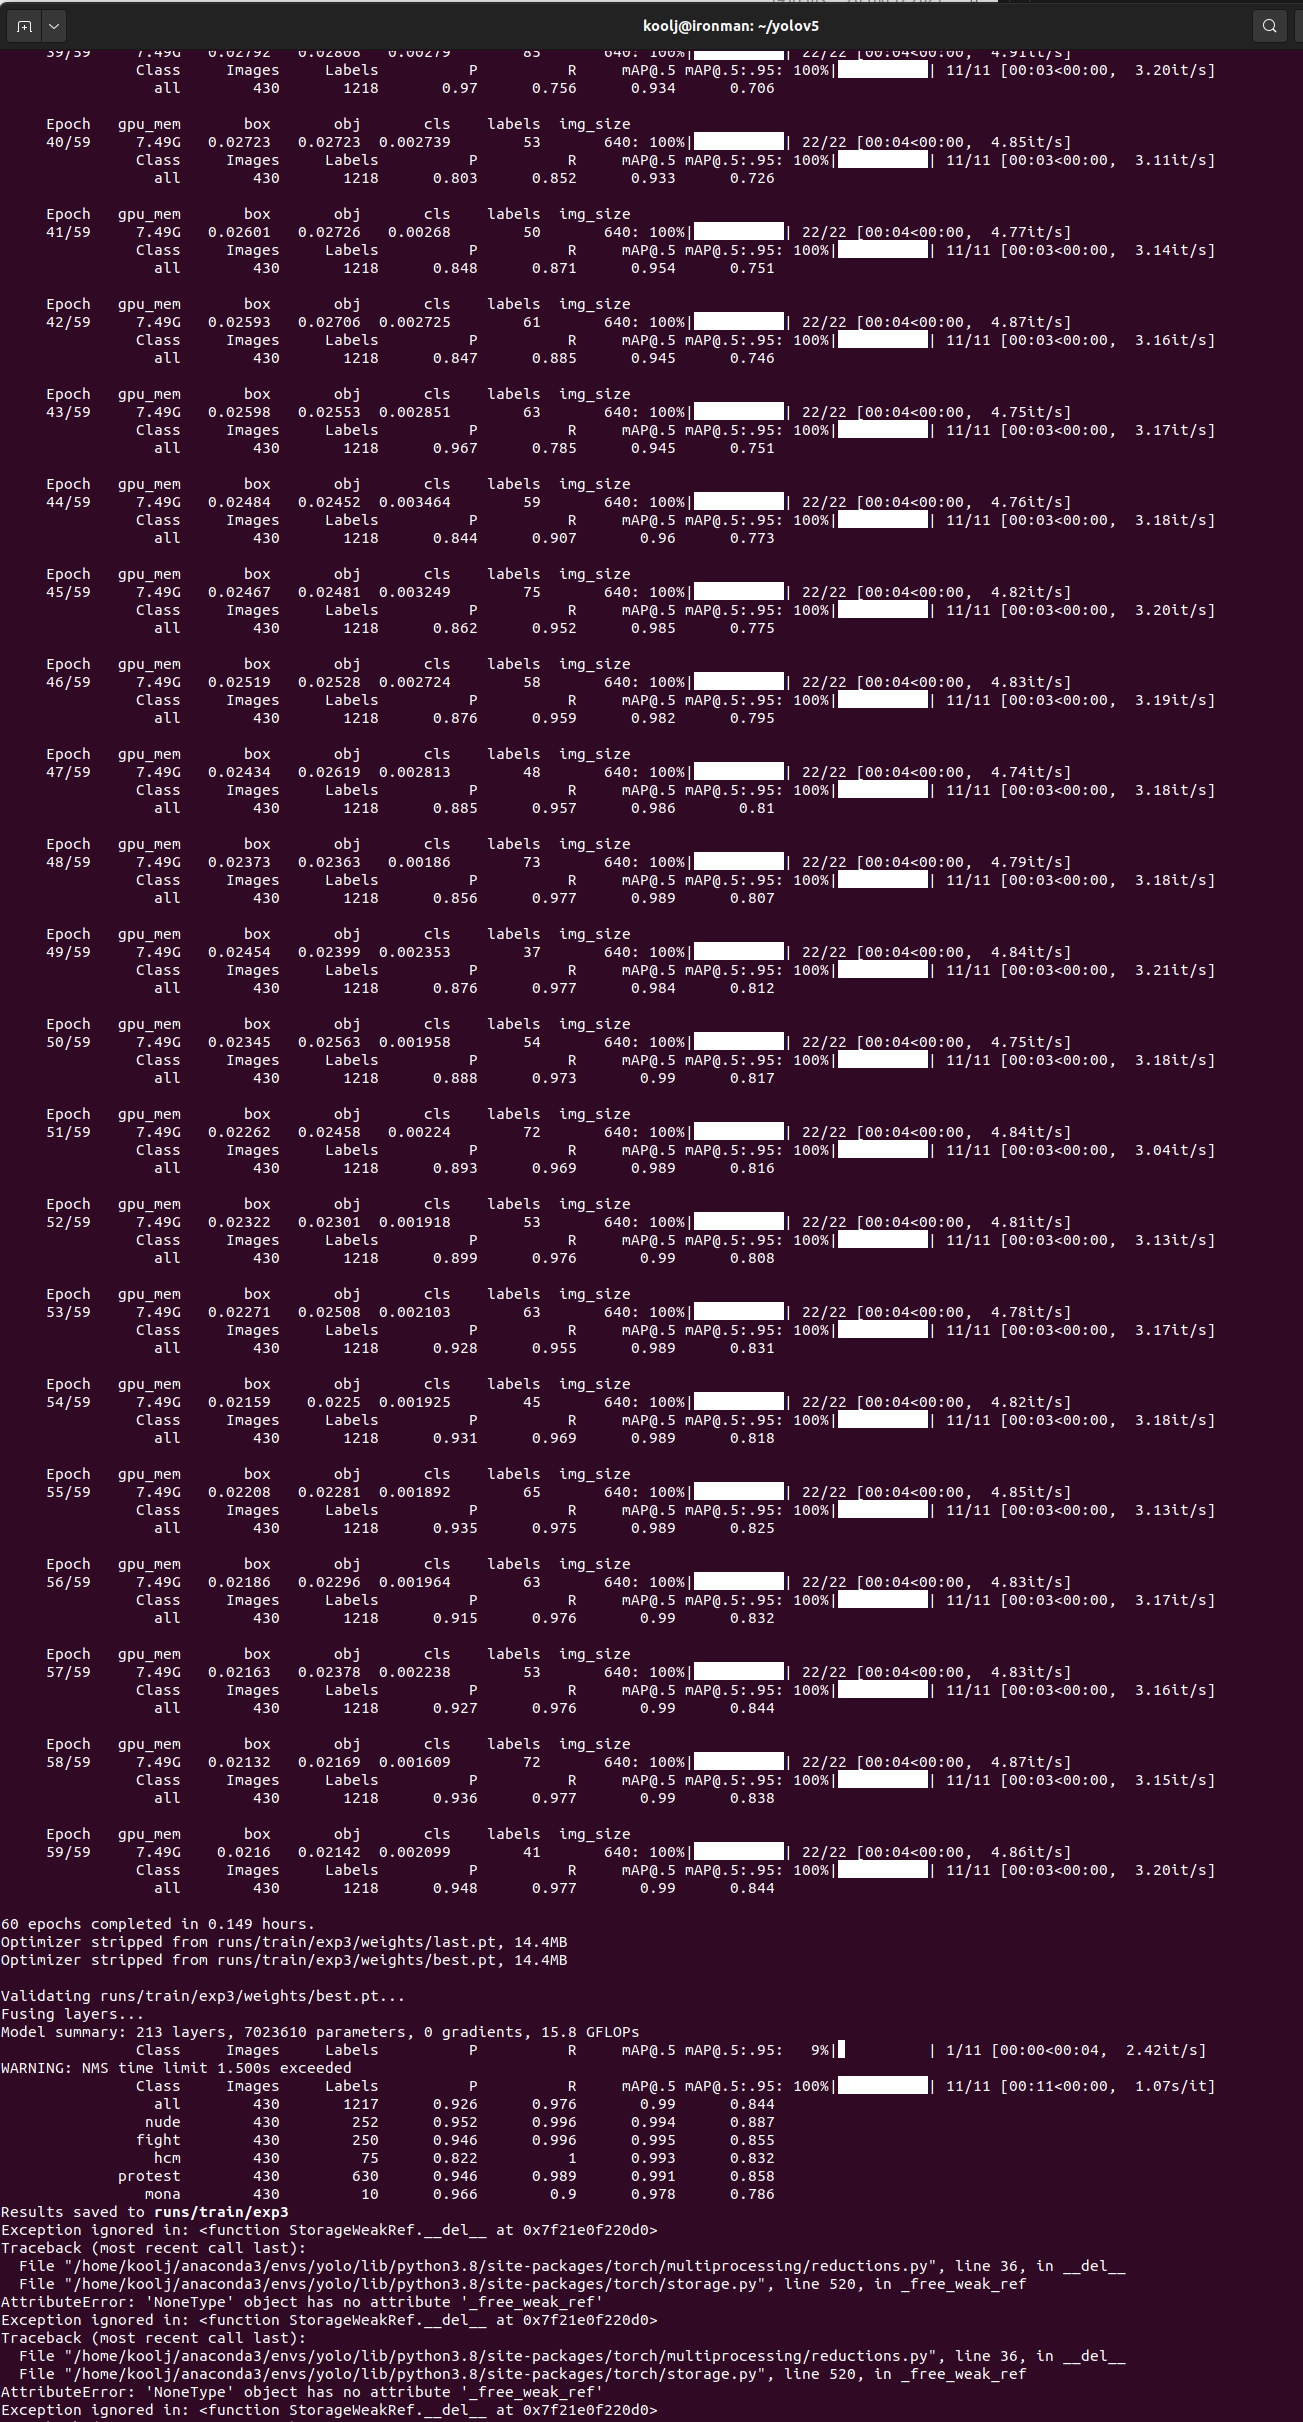 koolj@ironman: ~/yolov5
39/59 7.49G 0.02792 0.02808 0.00279 83 640: 100%| | 22/22 [00:04<00:00, 4.91it/s]
Class Images Labels P R mAP@.5 mAP@.5:.95: 100%| | 11/11 [00:03<00:00, 3.20it/s]
all 430 1218 0.97 0.756 0.934 0.706
Epoch gpu_mem box obj cls labels img_size
40/59 7.49G 0.02723 0.02723 0.002739 53 640: 100%| | 22/22 [00:04<00:00, 4.85it/s]
Class Images Labels P R mAP@.5 mAP@.5:.95: 100%| | 11/11 [00:03<00:00, 3.11it/s]
all 430 1218 0.803 0.852 0.933 0.726
Epoch gpu_mem box obj cls labels img_size
41/59 7.49G 0.02601 0.02726 0.00268 50 640: 100%| | 22/22 [00:04<00:00, 4.77it/s]
Class Images Labels P R mAP@.5 mAP@.5:.95: 100%| | 11/11 [00:03<00:00, 3.14it/s]
all 430 1218 0.848 0.871 0.954 0.751
Epoch gpu_mem box obj cls labels img_size
42/59 7.49G 0.02593 0.02706 0.002725 61 640: 100%| | 22/22 [00:04<00:00, 4.87it/s]
Class Images Labels P R mAP@.5 mAP@.5:.95: 100%| | 11/11 [00:03<00:00, 3.16it/s]
all 430 1218 0.847 0.885 0.945 0.746
Epoch gpu_mem box obj cls labels img_size
43/59 7.49G 0.02598 0.02553 0.002851 63 640: 100%| | 22/22 [00:04<00:00, 4.75it/s]
Class Images Labels P R mAP@.5 mAP@.5:.95: 100%| | 11/11 [00:03<00:00, 3.17it/s]
all 430 1218 0.967 0.785 0.945 0.751
Epoch gpu_mem box obj cls labels img_size
44/59 7.49G 0.02484 0.02452 0.003464 59 640: 100%| | 22/22 [00:04<00:00, 4.76it/s]
Class Images Labels P R mAP@.5 mAP@.5:.95: 100%| | 11/11 [00:03<00:00, 3.18it/s]
all 430 1218 0.844 0.907 0.96 0.773
Epoch gpu_mem box obj cls labels img_size
45/59 7.49G 0.02467 0.02481 0.003249 75 640: 100%| | 22/22 [00:04<00:00, 4.82it/s]
Class Images Labels P R mAP@.5 mAP@.5:.95: 100%| | 11/11 [00:03<00:00, 3.20it/s]
all 430 1218 0.862 0.952 0.985 0.775
Epoch gpu_mem box obj cls labels img_size
46/59 7.49G 0.02519 0.02528 0.002724 58 640: 100%| | 22/22 [00:04<00:00, 4.83it/s]
Class Images Labels P R mAP@.5 mAP@.5:.95: 100%| | 11/11 [00:03<00:00, 3.19it/s]
all 430 1218 0.876 0.959 0.982 0.795
Epoch gpu_mem box obj cls labels img_size
47/59 7.49G 0.02434 0.02619 0.002813 48 640: 100%| | 22/22 [00:04<00:00, 4.74it/s]
Class Images Labels P R mAP@.5 mAP@.5:.95: 100%| | 11/11 [00:03<00:00, 3.18it/s]
all 430 1218 0.885 0.957 0.986 0.81
Epoch gpu_mem box obj cls labels img_size
48/59 7.49G 0.02373 0.02363 0.00186 73 640: 100%| | 22/22 [00:04<00:00, 4.79it/s]
Class Images Labels P R mAP@.5 mAP@.5:.95: 100%| | 11/11 [00:03<00:00, 3.18it/s]
all 430 1218 0.856 0.977 0.989 0.807
Epoch gpu_mem box obj cls labels img_size
49/59 7.49G 0.02454 0.02399 0.002353 37 640: 100%| | 22/22 [00:04<00:00, 4.84it/s]
Class Images Labels P R mAP@.5 mAP@.5:.95: 100%| | 11/11 [00:03<00:00, 3.21it/s]
all 430 1218 0.876 0.977 0.984 0.812
Epoch gpu_mem box obj cls labels img_size
50/59 7.49G 0.02345 0.02563 0.001958 54 640: 100%| | 22/22 [00:04<00:00, 4.75it/s]
Class Images Labels P R mAP@.5 mAP@.5:.95: 100%| | 11/11 [00:03<00:00, 3.18it/s]
all 430 1218 0.888 0.973 0.99 0.817
Epoch gpu_mem box obj cls labels img_size
51/59 7.49G 0.02262 0.02458 0.00224 72 640: 100%| | 22/22 [00:04<00:00, 4.84it/s]
Class Images Labels P R mAP@.5 mAP@.5:.95: 100%| | 11/11 [00:03<00:00, 3.04it/s]
all 430 1218 0.893 0.969 0.989 0.816
Epoch gpu_mem box obj cls labels img_size
52/59 7.49G 0.02322 0.02301 0.001918 53 640: 100%| | 22/22 [00:04<00:00, 4.81it/s]
Class Images Labels P R mAP@.5 mAP@.5:.95: 100%| | 11/11 [00:03<00:00, 3.13it/s]
all 430 1218 0.899 0.976 0.99 0.808
Epoch gpu_mem box obj cls labels img_size
53/59 7.49G 0.02271 0.02508 0.002103 63 640: 100%| | 22/22 [00:04<00:00, 4.78it/s]
Class Images Labels P R mAP@.5 mAP@.5:.95: 100%| | 11/11 [00:03<00:00, 3.17it/s]
all 430 1218 0.928 0.955 0.989 0.831
Epoch gpu_mem box obj cls labels img_size
54/59 7.49G 0.02159 0.0225 0.001925 45 640: 100%| | 22/22 [00:04<00:00, 4.82it/s]
Class Images Labels P R mAP@.5 mAP@.5:.95: 100%| | 11/11 [00:03<00:00, 3.18it/s]
all 430 1218 0.931 0.969 0.989 0.818
Epoch gpu_mem box obj cls labels img_size
55/59 7.49G 0.02208 0.02281 0.001892 65 640: 100%| | 22/22 [00:04<00:00, 4.85it/s]
Class Images Labels P R mAP@.5 mAP@.5:.95: 100%| | 11/11 [00:03<00:00, 3.13it/s]
all 430 1218 0.935 0.975 0.989 0.825
Epoch gpu_mem box obj cls labels img_size
56/59 7.49G 0.02186 0.02296 0.001964 63 640: 100%| | 22/22 [00:04<00:00, 4.83it/s]
Class Images Labels P R mAP@.5 mAP@.5:.95: 100%| | 11/11 [00:03<00:00, 3.17it/s]
all 430 1218 0.915 0.976 0.99 0.832
Epoch gpu_mem box obj cls labels img_size
57/59 7.49G 0.02163 0.02378 0.002238 53 640: 100%| | 22/22 [00:04<00:00, 4.83it/s]
Class Images Labels P R mAP@.5 mAP@.5:.95: 100%| | 11/11 [00:03<00:00, 3.16it/s]
all 430 1218 0.927 0.976 0.99 0.844
Epoch gpu_mem box obj cls labels img_size
58/59 7.49G 0.02132 0.02169 0.001609 72 640: 100%| | 22/22 [00:04<00:00, 4.87it/s]
Class Images Labels P R mAP@.5 mAP@.5:.95: 100%| | 11/11 [00:03<00:00, 3.15it/s]
all 430 1218 0.936 0.977 0.99 0.838
Epoch gpu_mem box obj cls labels img_size
59/59 7.49G 0.0216 0.02142 0.002099 41 640: 100%| | 22/22 [00:04<00:00, 4.86it/s]
Class Images Labels P R mAP@.5 mAP@.5:.95: 100%| | 11/11 [00:03<00:00, 3.20it/s]
all 430 1218 0.948 0.977 0.99 0.844
60 epochs completed in 0.149 hours.
Optimizer stripped from runs/train/exp3/weights/last.pt, 14.4MB
Optimizer stripped from runs/train/exp3/weights/best.pt, 14.4MB
Validating runs/train/exp3/weights/best.pt...
Fusing layers...
Model summary: 213 layers, 7023610 parameters, 0 gradients, 15.8 GFLOPs
Class Images Labels P R mAP@.5 mAP@.5:.95: 9%| | 1/11 [00:00<00:04, 2.42it/s]
WARNING: NMS time limit 1.500s exceeded
Class Images Labels P R mAP@.5 mAP@.5:.95: 100%| | 11/11 [00:11<00:00, 1.07s/it]
all 430 1217 0.926 0.976 0.99 0.844
nude 430 252 0.952 0.996 0.994 0.887
fight 430 250 0.946 0.996 0.995 0.855
hcm 430 75 0.822 1 0.993 0.832
protest 430 630 0.946 0.989 0.991 0.858
mona 430 10 0.966 0.9 0.978 0.786
Results saved to runs/train/exp3
Exception ignored in: <function StorageWeakRef.__del__ at 0x7f21e0f220d0>
Traceback (most recent call last):
File "/home/koolj/anaconda3/envs/yolo/lib/python3.8/site-packages/torch/multiprocessing/reductions.py", line 36, in __del__
File "/home/koolj/anaconda3/envs/yolo/lib/python3.8/site-packages/torch/storage.py", line 520, in _free_weak_ref
AttributeError: 'NoneType' object has no attribute '_free_weak_ref'
Exception ignored in: <function StorageWeakRef.__del__ at 0x7f21e0f220d0>
Traceback (most recent call last):
File "/home/koolj/anaconda3/envs/yolo/lib/python3.8/site-packages/torch/multiprocessing/reductions.py", line 36, in __del__
File "/home/koolj/anaconda3/envs/yolo/lib/python3.8/site-packages/torch/storage.py", line 520, in _free_weak_ref
AttributeError: 'NoneType' object has no attribute '_free_weak_ref'
Exception ignored in: <function StorageWeakRef.__del__ at 0x7f21e0f220d0>